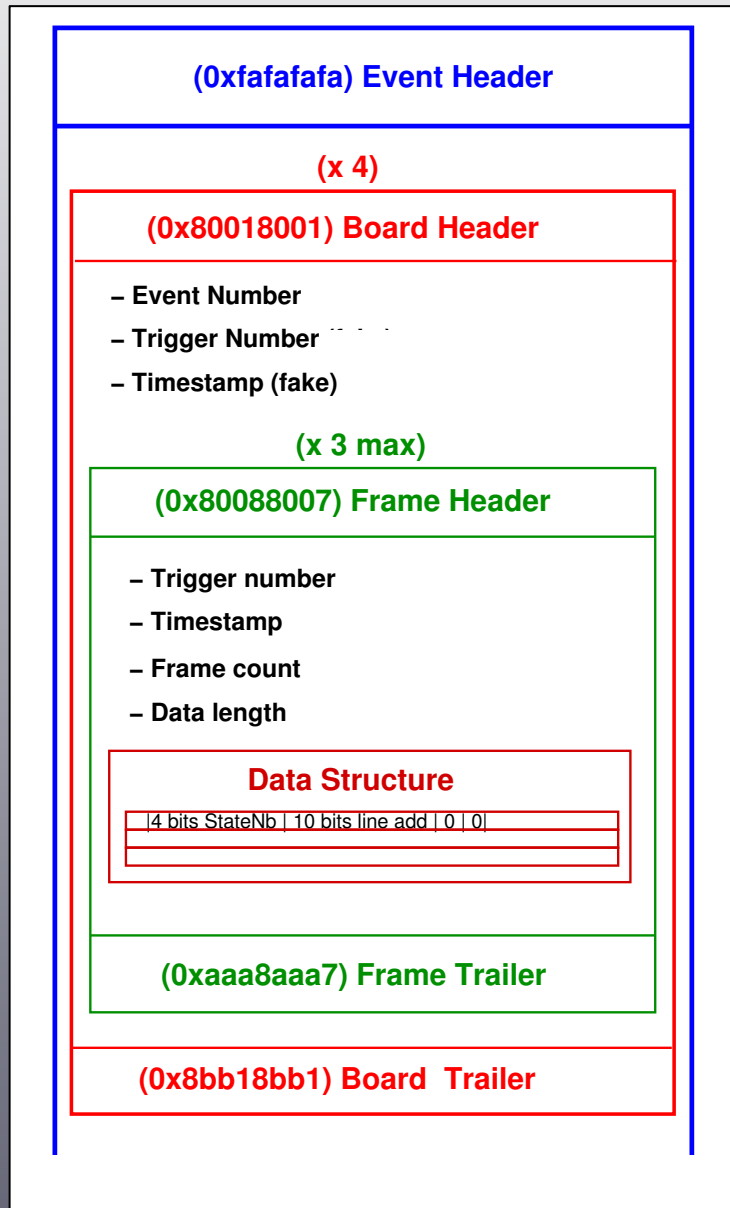 (0xfafafafa) Event Header
(x 4)
(0x80018001) Board Header
– Event Number
– Trigger Number
– Timestamp (fake)
(x 3 max)
(0x80088007) Frame Header
– Trigger number
– Timestamp
– Frame count
– Data length
Data Structure
|4 bits StateNb | 10 bits line add | 0 | 0|
(0xaaa8aaa7) Frame Trailer
(0x8bb18bb1) Board Trailer